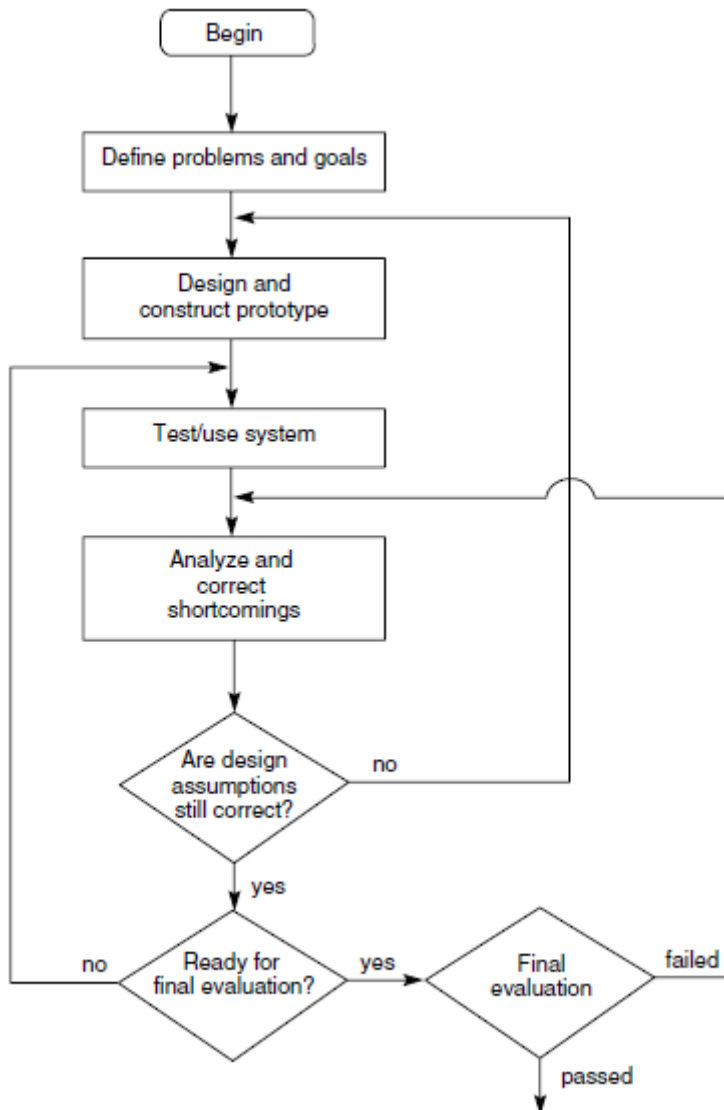 Begin
Define problems and goals
Design and
construct prototype
Test/use system
Analyze and
correct
shortcomings
Are design
assumptions
still correct?
no
yes
no
Ready for
final evaluation?
yes
Final
evaluation
failed
passed